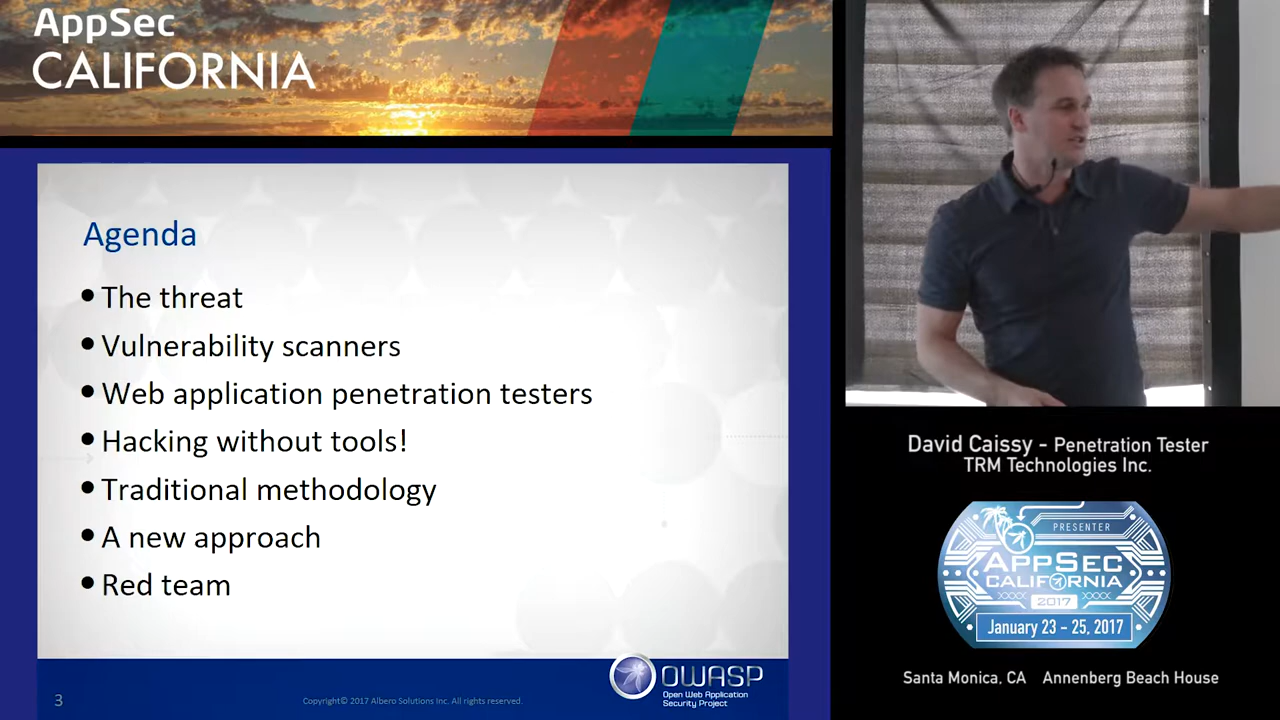 AppSec
CALIFORNIA
Agenda
• The threat
• Vulnerability scanners
• Web application penetration testers
• Hacking without tools!
• Traditional methodology
• A new approach
• Red team
3
Copyright© 2017 Albero Solutions Inc. All rights reserved.
OWASP
Open Web Application
Security Project
David Caissy - Penetration Tester
TRM Technologies Inc.
PRESENTER
APPSEC
CALIFORNIA
2017
January 23 - 25, 2017
Santa Monica, CA Annenberg Beach House